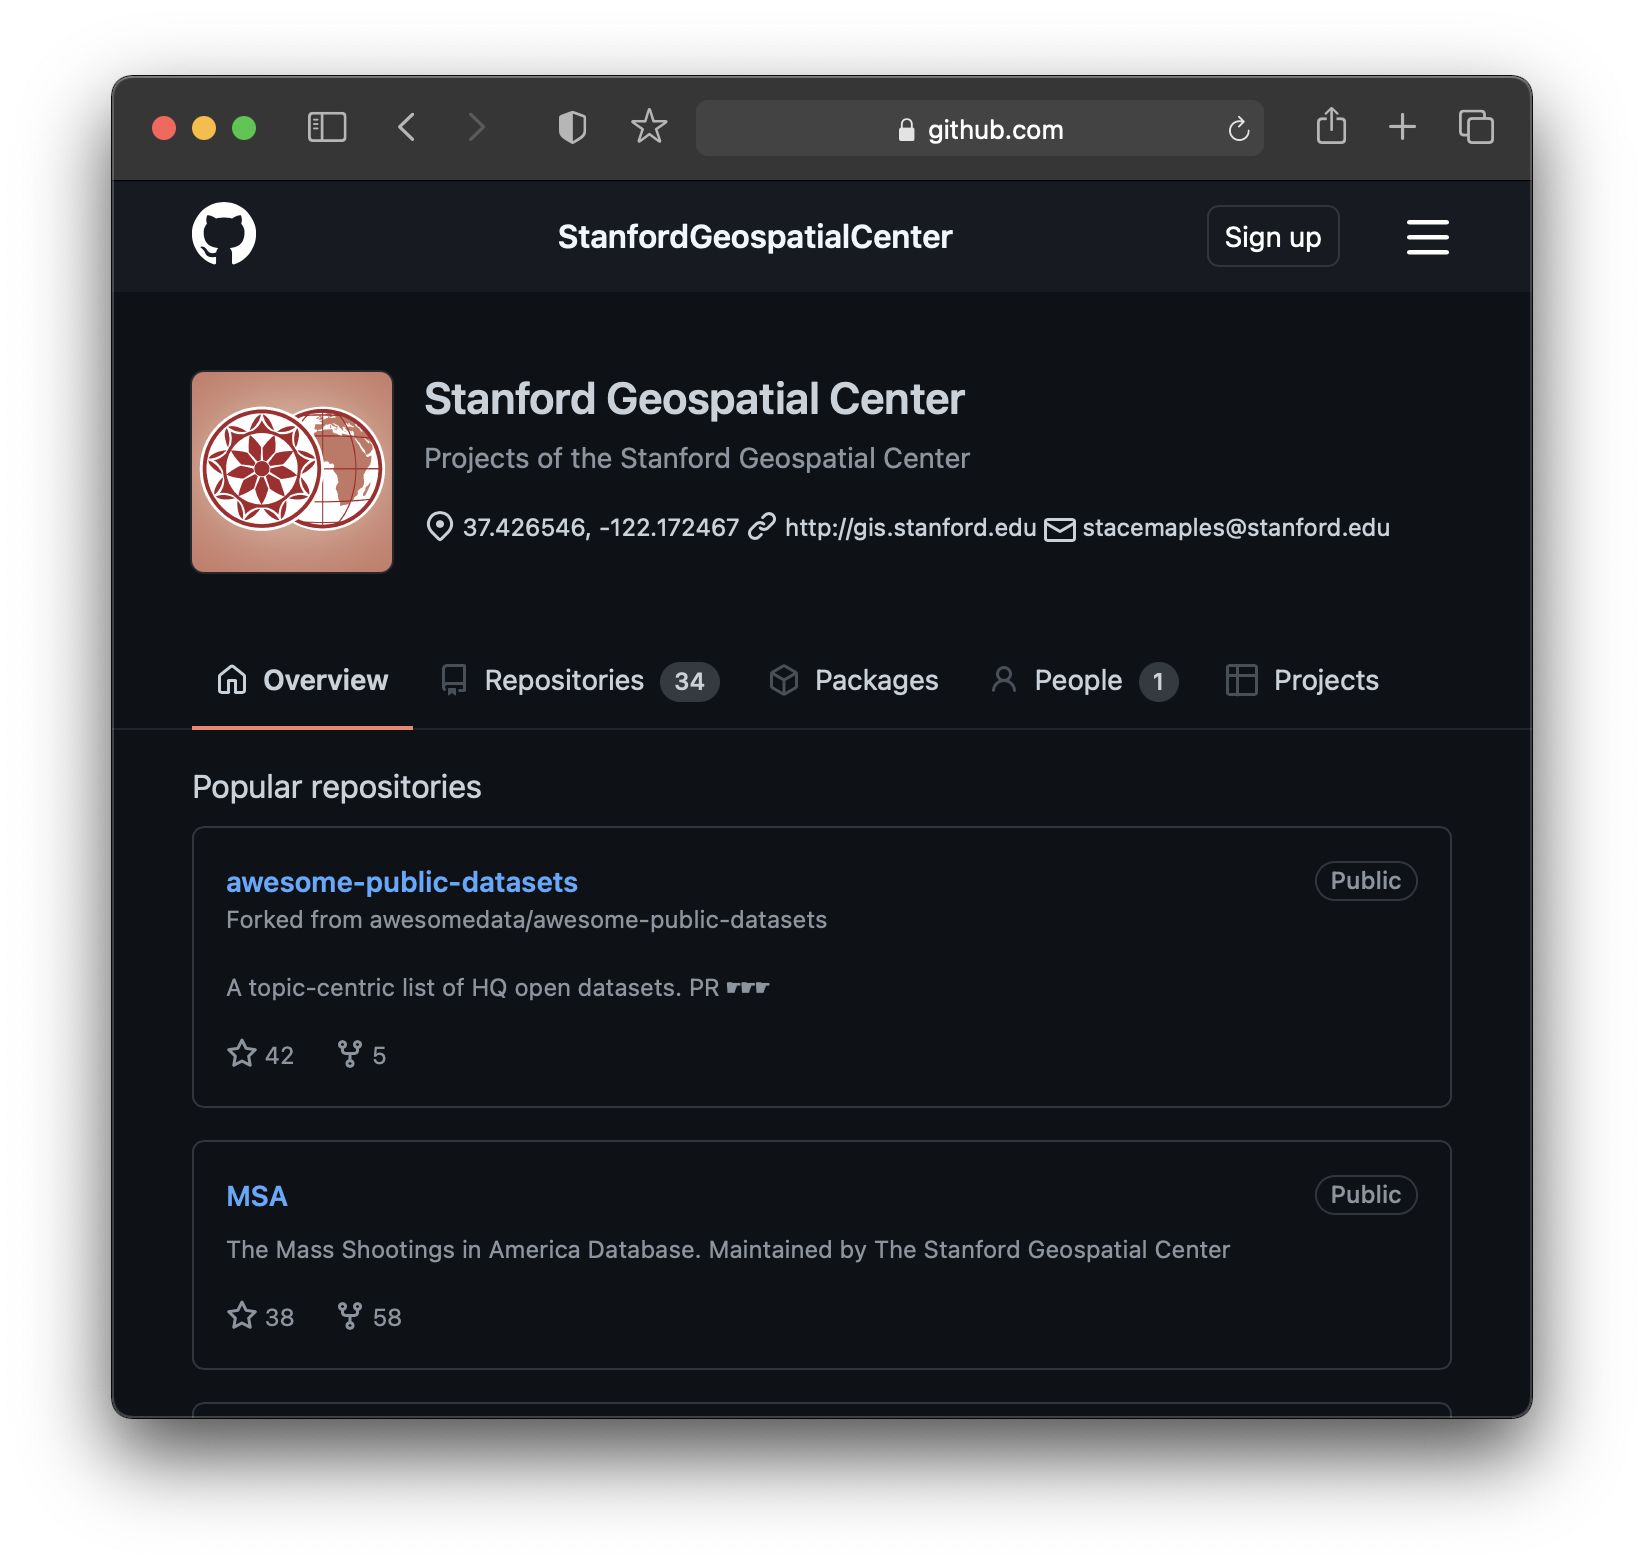 github.com
StanfordGeospatialCenter
Sign up
Stanford Geospatial Center
Projects of the Stanford Geospatial Center
37.426546, -122.172467 http://gis.stanford.edu stacemaples@stanford.edu
Overview Repositories 34 Packages People 1 Projects
Popular repositories
awesome-public-datasets Public
Forked from awesomedata/awesome-public-datasets
A topic-centric list of HQ open datasets. PR ☛☛☛
42 5
MSA Public
The Mass Shootings in America Database. Maintained by The Stanford Geospatial Center
38 58